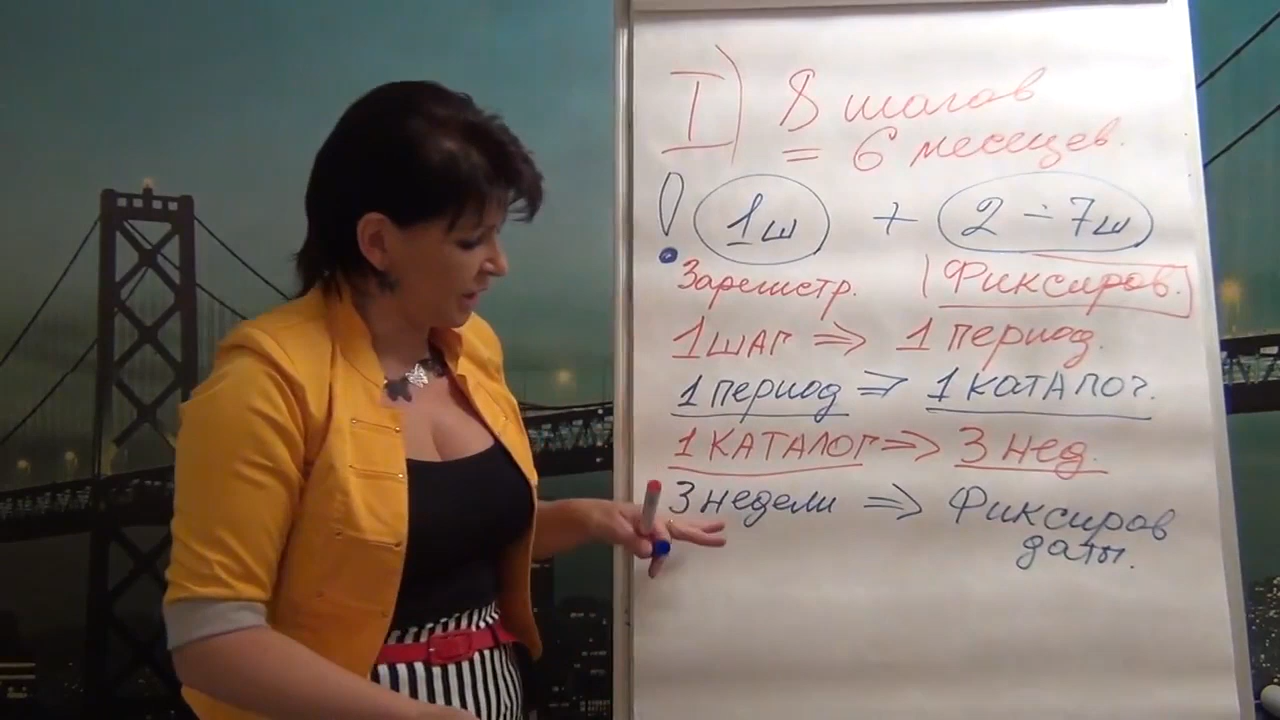 I) 8 шагов
= 6 месецев.
1ш + 2 ÷ 7ш
Зарегистр. Фиксиров.
1 ШАГ ⇒ 1 период.
1 период ⇒ 1 каталог.
1 КАТАЛОГ ⇒ 3 нед.
3 недели ⇒ Фиксиров
даты.